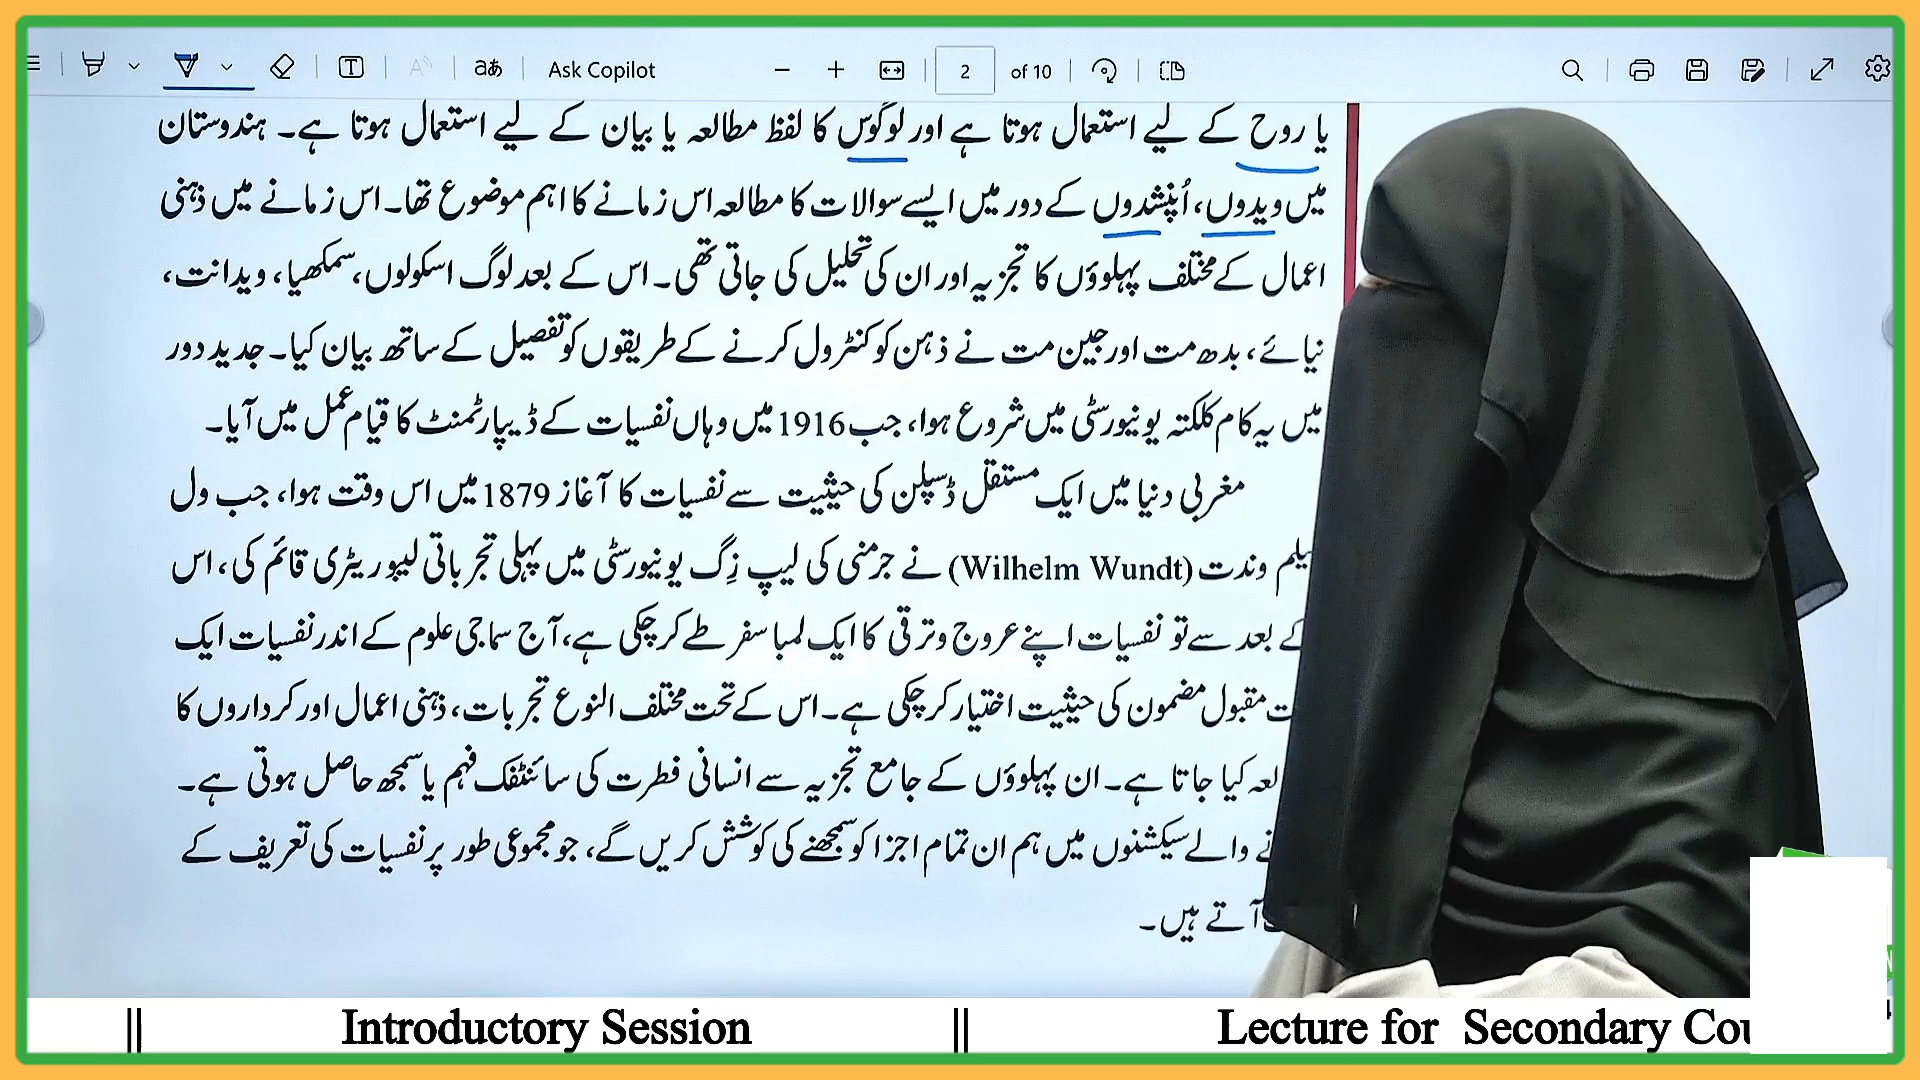 Ask Copilot
2 of 10
یا روح کے لیے استعمال ہوتا ہے اور لوگوس کا لفظ مطالعہ یا بیان کے لیے استعمال ہوتا ہے۔ ہندوستان
میں ویدوں، اُپنشدوں کے دور میں ایسے سوالات کا مطالعہ اس زمانے کا اہم موضوع تھا۔ اس زمانے میں ذہنی
اعمال کے مختلف پہلوؤں کا تجزیہ اور ان کی تحلیل کی جاتی تھی۔ اس کے بعد لوگ اسکولوں، سمکھیا، ویدانت،
نیائے، بدھ مت اور جین مت نے ذہن کو کنٹرول کرنے کے طریقوں کو تفصیل کے ساتھ بیان کیا۔ جدید دور
میں یہ کام کلکتہ یونیورسٹی میں شروع ہوا، جب 1916 میں وہاں نفسیات کے ڈیپارٹمنٹ کا قیام عمل میں آیا۔
مغربی دنیا میں ایک مستقل ڈسپلن کی حیثیت سے نفسیات کا آغاز 1879 میں اس وقت ہوا، جب ول
یلم وندت (Wilhelm Wundt) نے جرمنی کی لیپ زِگ یونیورسٹی میں پہلی تجرباتی لیبوریٹری قائم کی، اس
کے بعد سے تو نفسیات اپنے عروج و ترقی کا ایک لمبا سفر طے کرچکی ہے، آج سماجی علوم کے اندر نفسیات ایک
مقبول مضمون کی حیثیت اختیار کرچکی ہے۔ اس کے تحت مختلف النوع تجربات، ذہنی اعمال اور کرداروں کا
لعہ کیا جاتا ہے۔ ان پہلوؤں کے جامع تجزیہ سے انسانی فطرت کی سائنٹفک فہم یا سمجھ حاصل ہوتی ہے۔
نے والے سیکشنوں میں ہم ان تمام اجزا کو سمجھنے کی کوشش کریں گے، جو مجموعی طور پر نفسیات کی تعریف کے
آتے ہیں۔
|| Introductory Session || Lecture for Secondary Cou